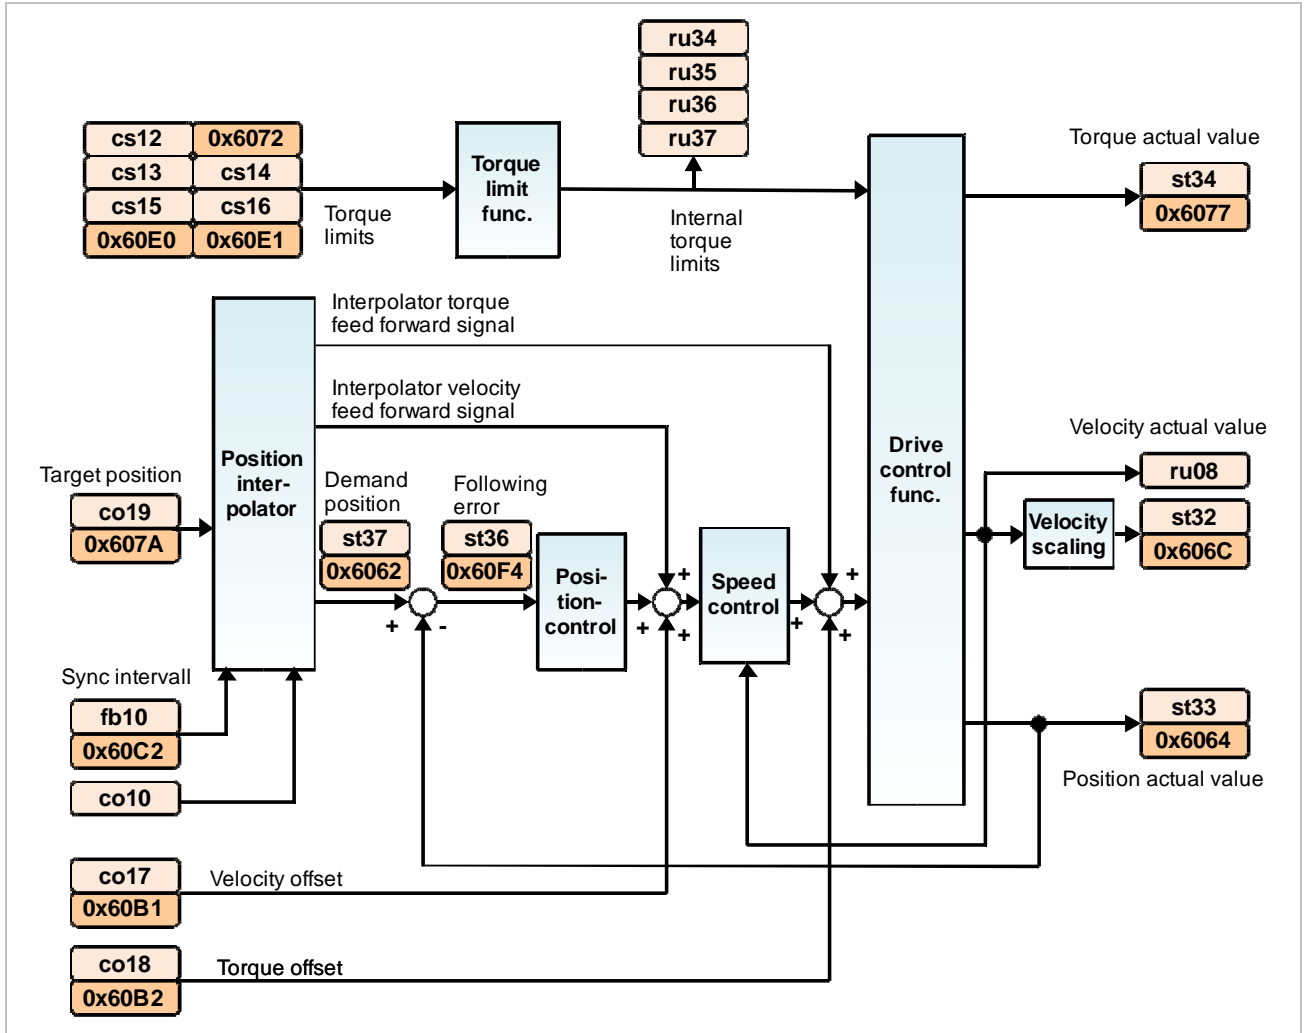 ru34
ru35
ru36
ru37
cs12 0x6072
cs13 cs14
cs15 cs16
0x60E0 0x60E1
Torque
limits
Torque
limit
func.
Internal
torque
limits
Torque actual value
st34
0x6077
Interpolator torque
feed forward signal
Interpolator velocity
feed forward signal
Target position
co19
0x607A
Position
inter-
polator
Demand
position
st37
0x6062
+
-
Following
error
st36
0x60F4
Posi-
tion-
control
+
+
+
Speed
control
+
+
+
Drive
control
func.
Velocity actual value
ru08
Velocity
scaling
st32
0x606C
st33
0x6064
Position actual value
Sync intervall
fb10
0x60C2
co10
co17
0x60B1
Velocity offset
co18
0x60B2
Torque offset